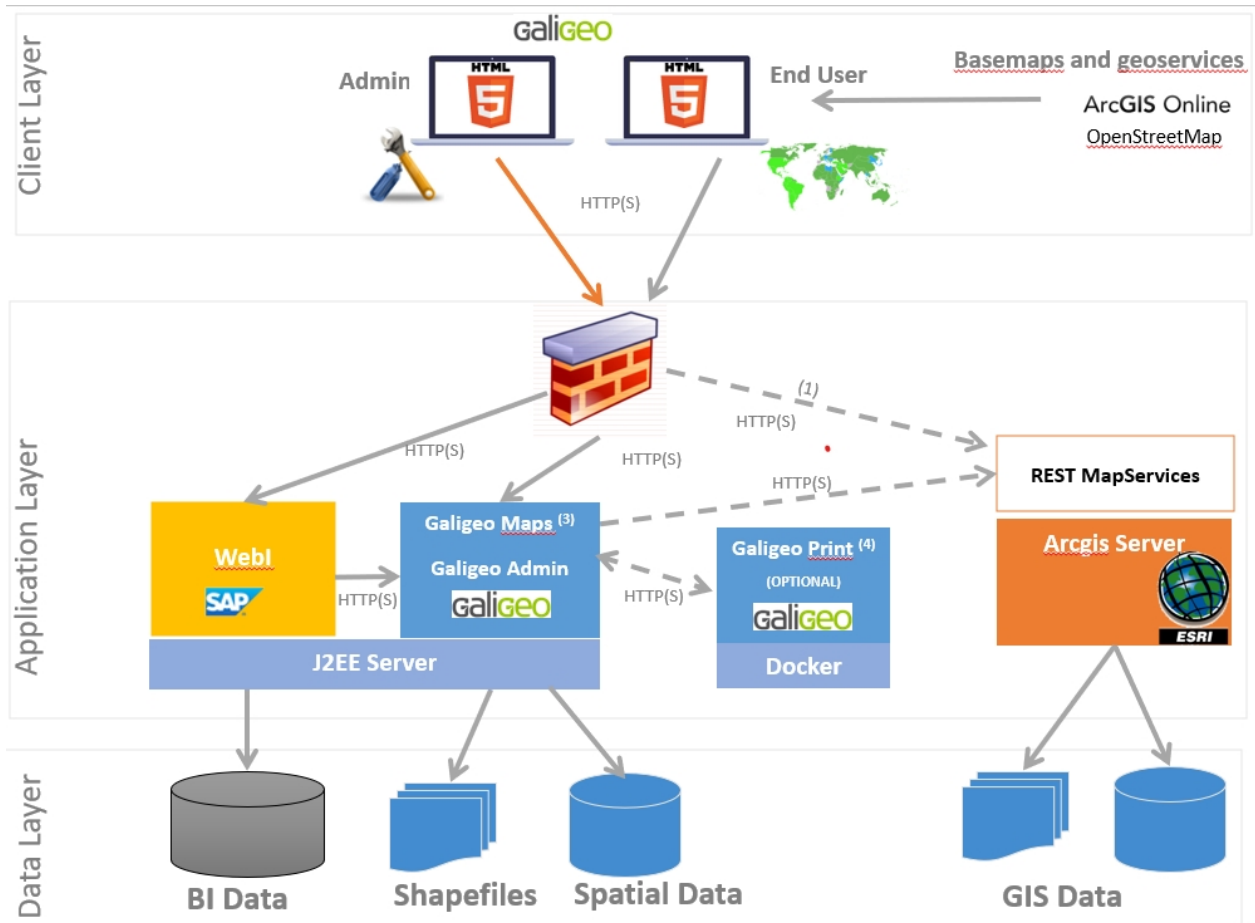 Client Layer
GaliGEO
Admin
HTML
5
HTML
5
End User
Basemaps and geoservices
ArcGIS Online
OpenStreetMap
HTTP(S)
Application Layer
(1)
HTTP(S)
HTTP(S)
HTTP(S)
HTTP(S)
REST MapServices
WebI
SAP
HTTP(S)
Galigeo Maps (3)
Galigeo Admin
GaliGEO
HTTP(S)
Galigeo Print (4)
(OPTIONAL)
GaliGEO
Arcgis Server
ESRI
J2EE Server
Docker
Data Layer
BI Data
Shapefiles
Spatial Data
GIS Data